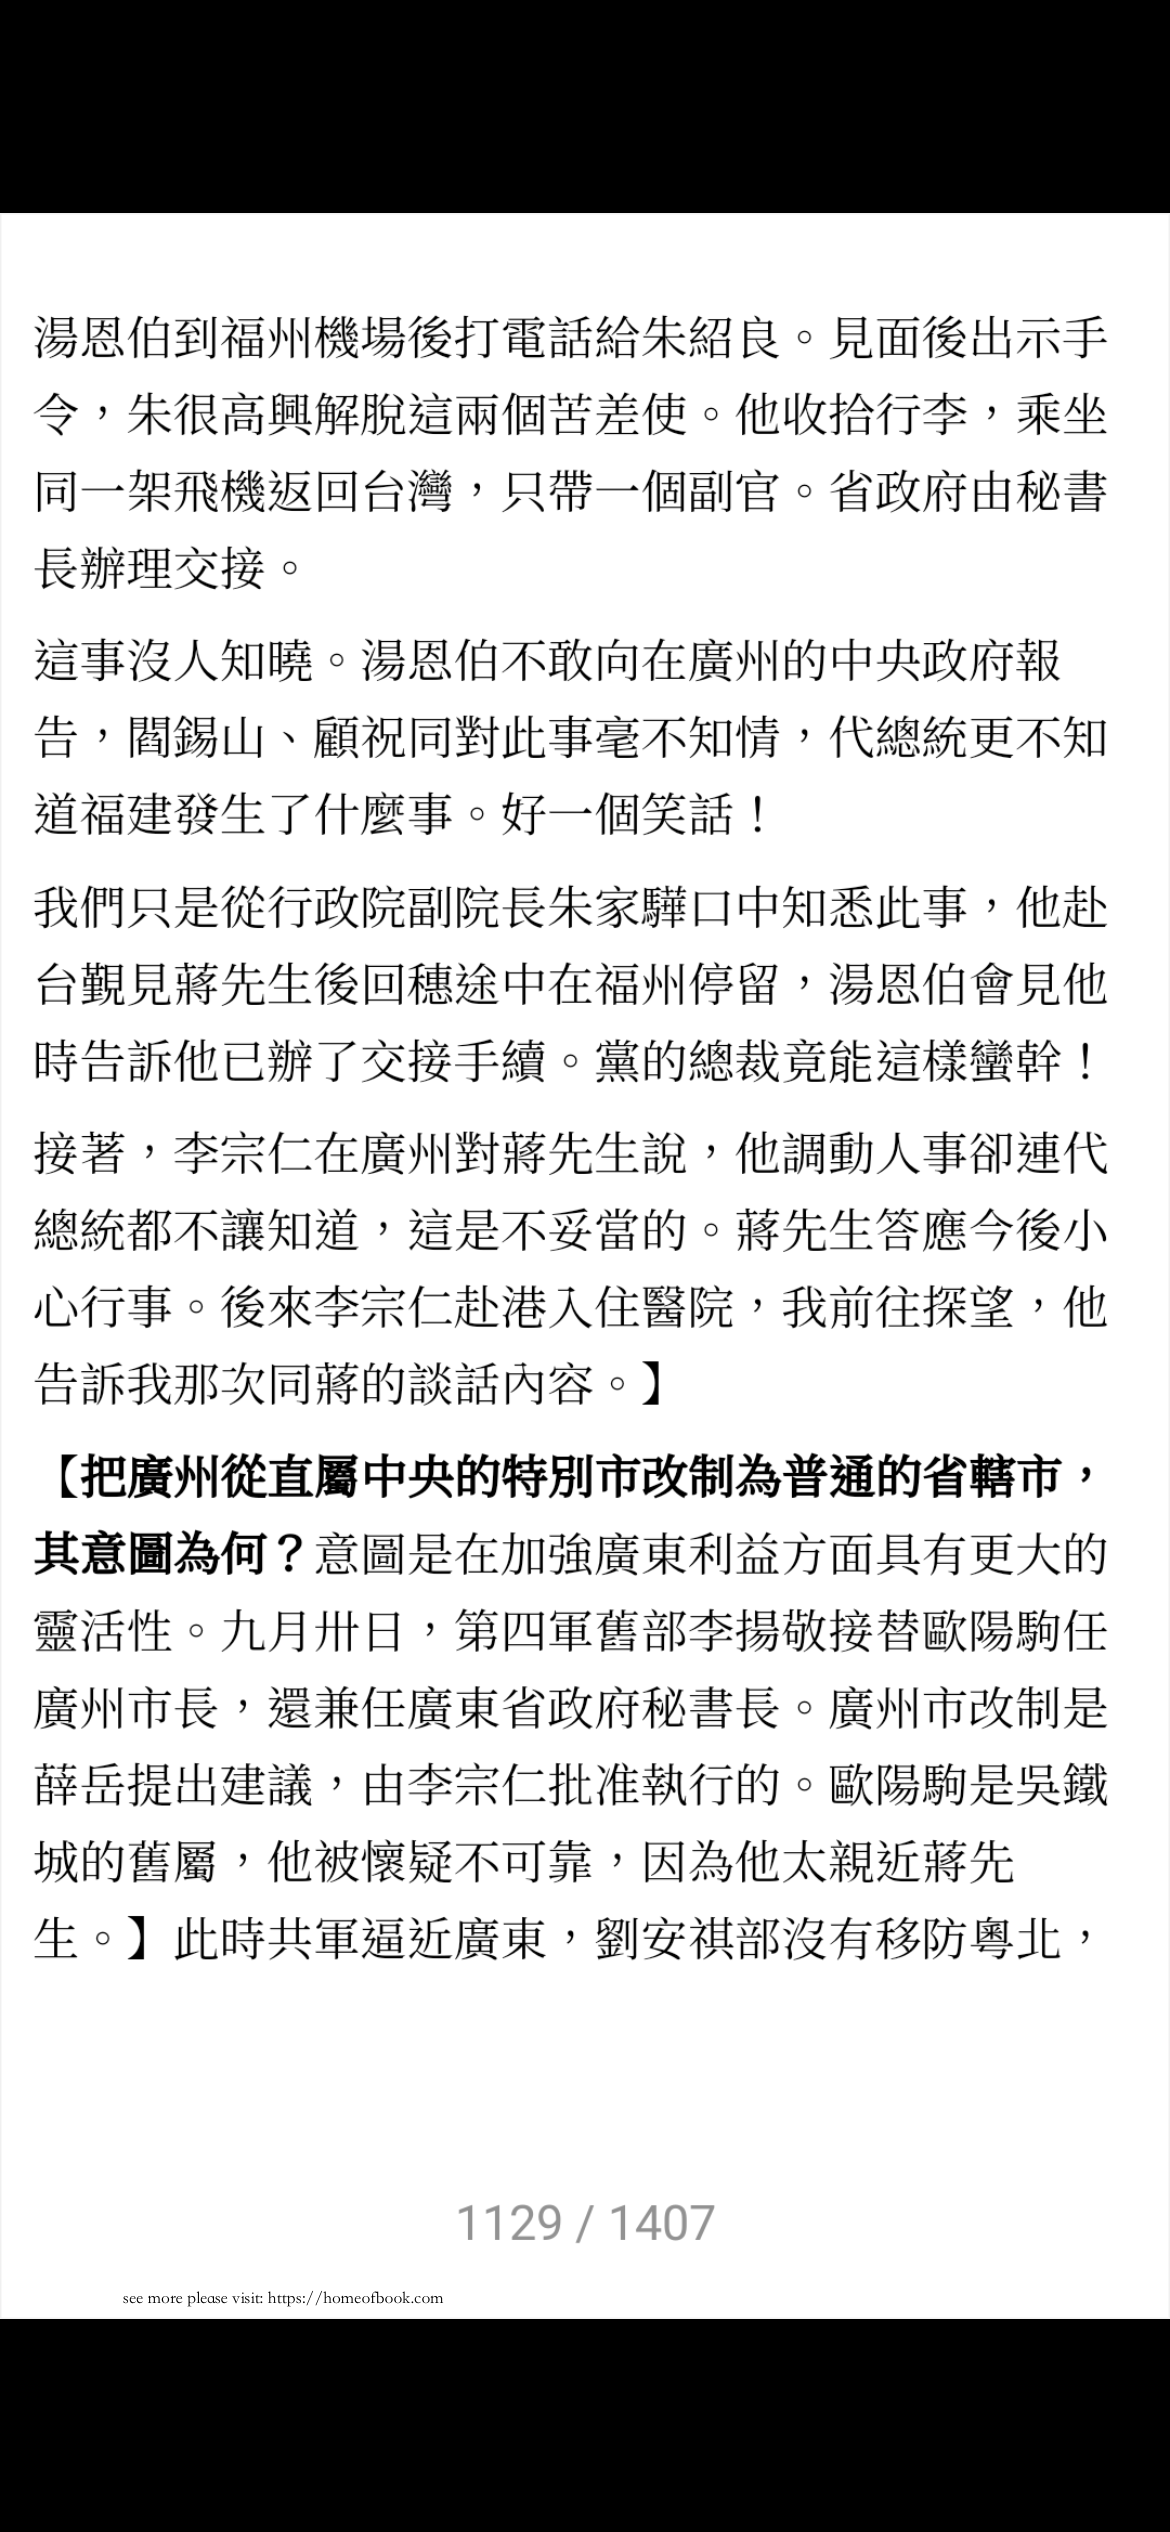 湯恩伯到福州機場後打電話給朱紹良。見面後出示手
令，朱很高興解脫這兩個苦差使。他收拾行李，乘坐
同一架飛機返回台灣，只帶一個副官。省政府由秘書
長辦理交接。
這事沒人知曉。湯恩伯不敢向在廣州的中央政府報
告，閻錫山、顧祝同對此事毫不知情，代總統更不知
道福建發生了什麼事。好一個笑話！
我們只是從行政院副院長朱家驊口中知悉此事，他赴
台覲見蔣先生後回穗途中在福州停留，湯恩伯會見他
時告訴他已辦了交接手續。黨的總裁竟能這樣蠻幹！
接著，李宗仁在廣州對蔣先生說，他調動人事卻連代
總統都不讓知道，這是不妥當的。蔣先生答應今後小
心行事。後來李宗仁赴港入住醫院，我前往探望，他
告訴我那次同蔣的談話內容。】
【把廣州從直屬中央的特別市改制為普通的省轄市，
其意圖為何？意圖是在加強廣東利益方面具有更大的
靈活性。九月卅日，第四軍舊部李揚敬接替歐陽駒任
廣州市長，還兼任廣東省政府秘書長。廣州市改制是
薛岳提出建議，由李宗仁批准執行的。歐陽駒是吳鐵
城的舊屬，他被懷疑不可靠，因為他太親近蔣先
生。】此時共軍逼近廣東，劉安祺部沒有移防粵北，
1129 / 1407
see more please visit: https://homeofbook.com